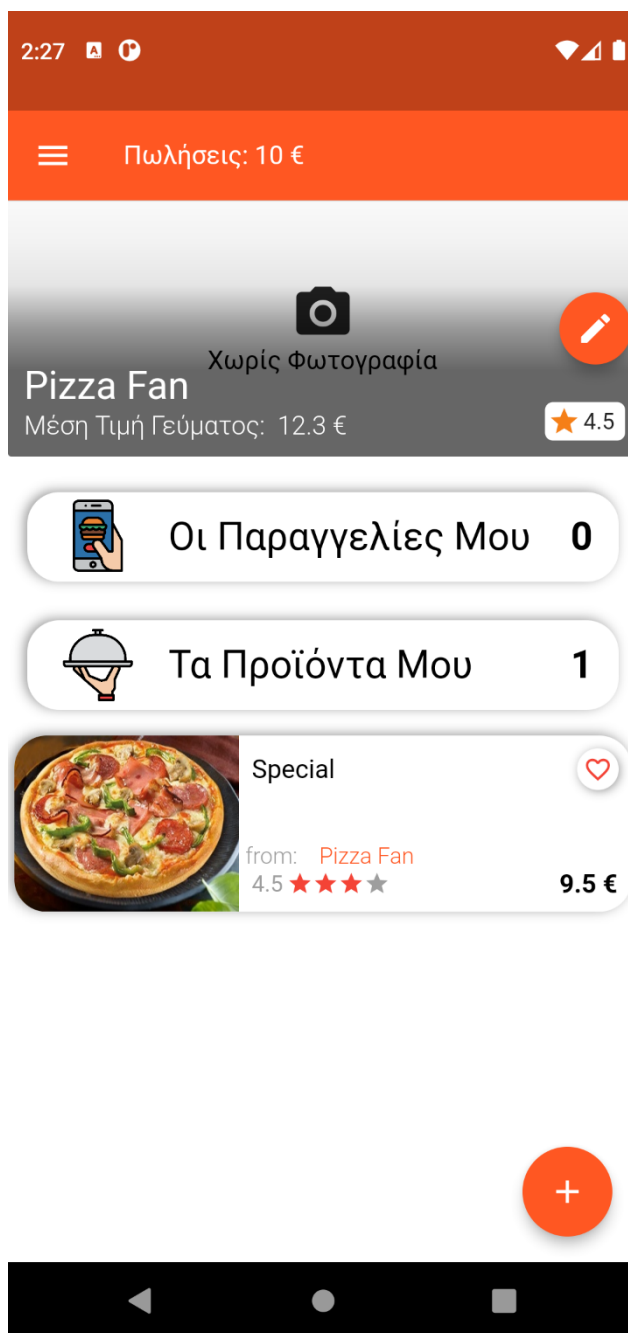 2:27
Πωλήσεις: 10 €
Χωρίς Φωτογραφία
Pizza Fan
Μέση Τιμή Γεύματος: 12.3 €
4.5
Οι Παραγγελίες Μου 0
Τα Προϊόντα Μου 1
Special
from: Pizza Fan
4.5
9.5 €